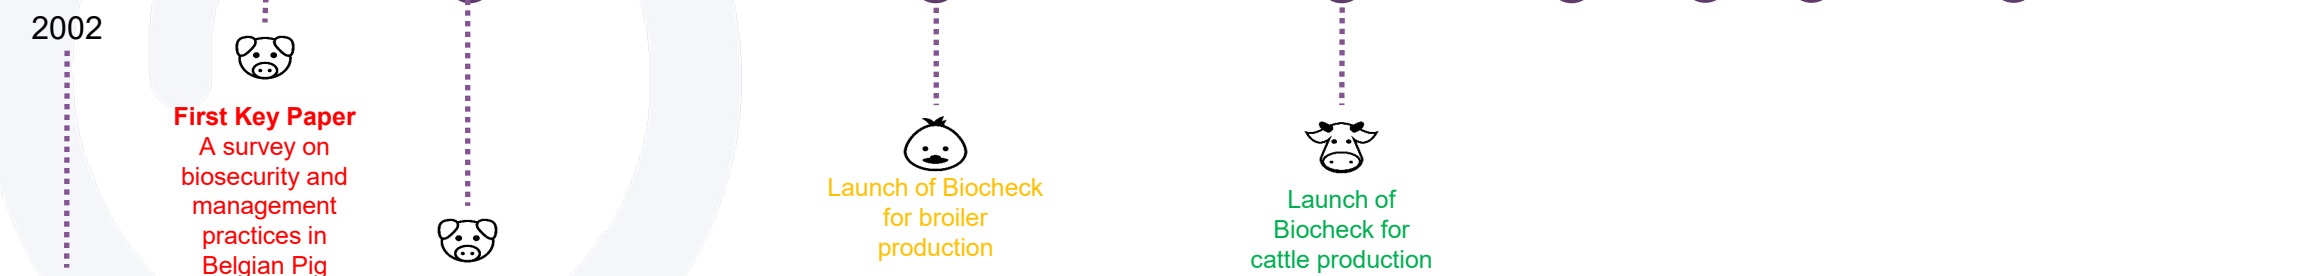 2002
First Key Paper
A survey on
biosecurity and
management
practices in
Belgian Pig
Launch of Biocheck
for broiler
production
Launch of
Biocheck for
cattle production